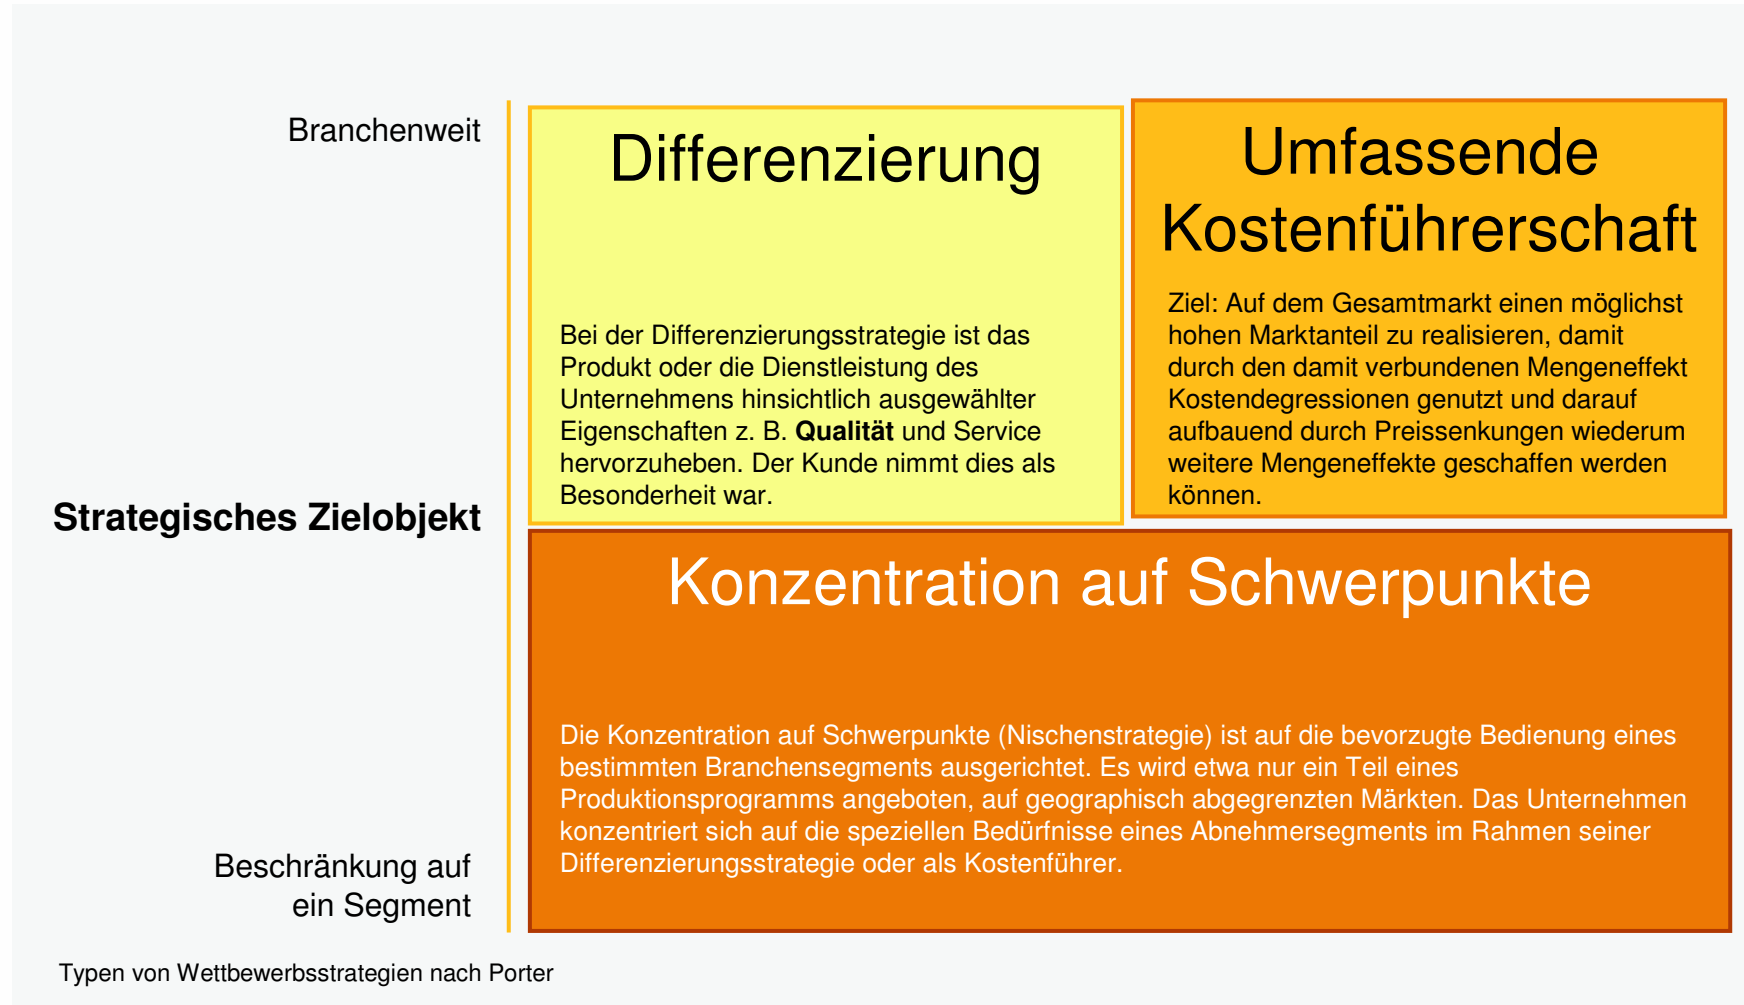 Branchenweit
Differenzierung
Bei der Differenzierungsstrategie ist das
Produkt oder die Dienstleistung des
Unternehmens hinsichtlich ausgewählter
Eigenschaften z. B. Qualität und Service
hervorzuheben. Der Kunde nimmt dies als
Besonderheit war.
Umfassende
Kostenführerschaft
Ziel: Auf dem Gesamtmarkt einen möglichst
hohen Marktanteil zu realisieren, damit
durch den damit verbundenen Mengeneffekt
Kostendegressionen genutzt und darauf
aufbauend durch Preissenkungen wiederum
weitere Mengeneffekte geschaffen werden
können.
Strategisches Zielobjekt
Konzentration auf Schwerpunkte
Die Konzentration auf Schwerpunkte (Nischenstrategie) ist auf die bevorzugte Bedienung eines
bestimmten Branchensegments ausgerichtet. Es wird etwa nur ein Teil eines
Produktionsprogramms angeboten, auf geographisch abgegrenzten Märkten. Das Unternehmen
konzentriert sich auf die speziellen Bedürfnisse eines Abnehmersegments im Rahmen seiner
Differenzierungsstrategie oder als Kostenführer.
Beschränkung auf
ein Segment
Typen von Wettbewerbsstrategien nach Porter